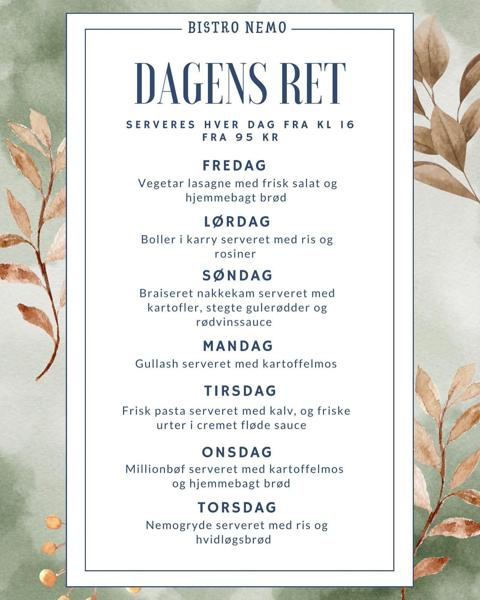 BISTRO NEMO
DAGENS RET
SERVERES HVER DAG FRA KL 16
FRA 95 KR
FREDAG
Vegetar lasagne med frisk salat og
hjemmebagt brød
LØRDAG
Boller i karry serveret med ris og
rosiner
SØNDAG
Braiseret nakkekam serveret med
kartofler, stegte gulerødder og
rødvinssauce
MANDAG
Gullash serveret med kartoffelmos
TIRSDAG
Frisk pasta serveret med kalv, og friske
urter i cremet fløde sauce
ONSDAG
Millionbøf serveret med kartoffelmos
og hjemmebagt brød
TORSDAG
Nemogryde serveret med ris og
hvidløgsbrød